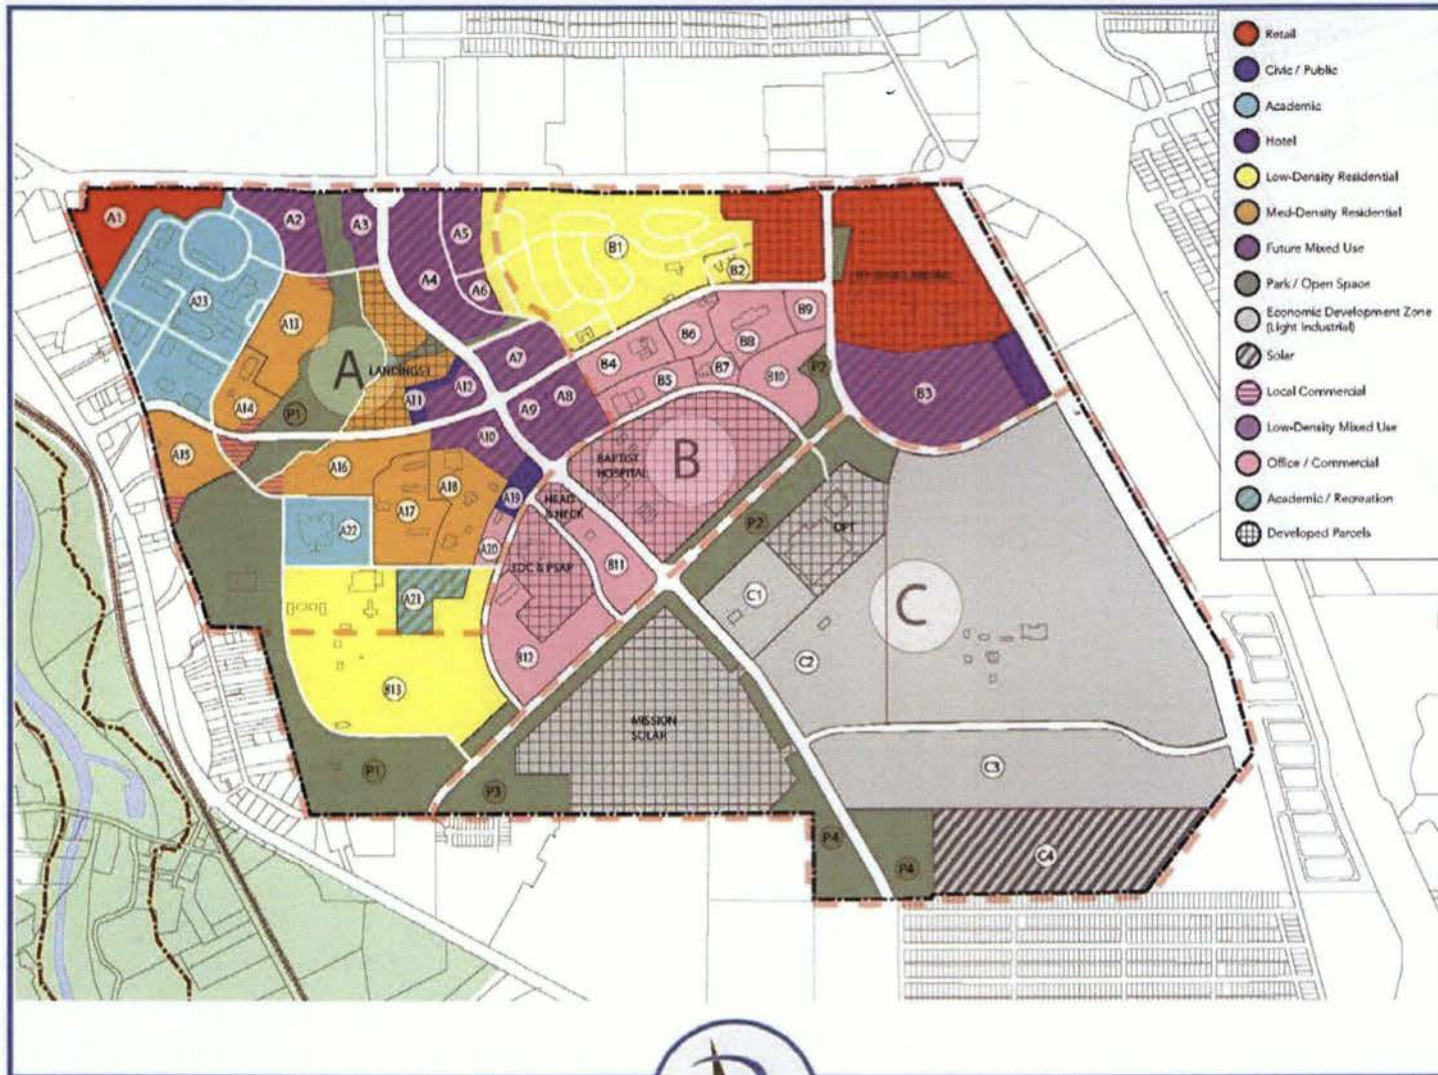 Retail
Civic / Public
Academic
Hotel
Low-Density Residential
Med-Density Residential
Future Mixed Use
Park / Open Space
Economic Development Zone
(Light Industrial)
Solar
Local Commercial
Low-Density Mixed Use
Office / Commercial
Academic / Recreation
Developed Parcels
A1
A2
A3
A5
A4
A6
B1
B2
A23
A13
A
LANDINGS I
A7
B6
B9
B8
B4
B7
P2
B10
B5
B3
A12
A11
A9
A8
A14
P1
A10
A15
A16
BAPTIST
HOSPITAL
B
A18
A17
A19
HEAD
& NECK
A22
A20
P2
DPT
EDC & PSAP
B11
C1
C
A21
B12
C2
B13
MISSION
SOLAR
P1
P3
C3
P4
P4
C4